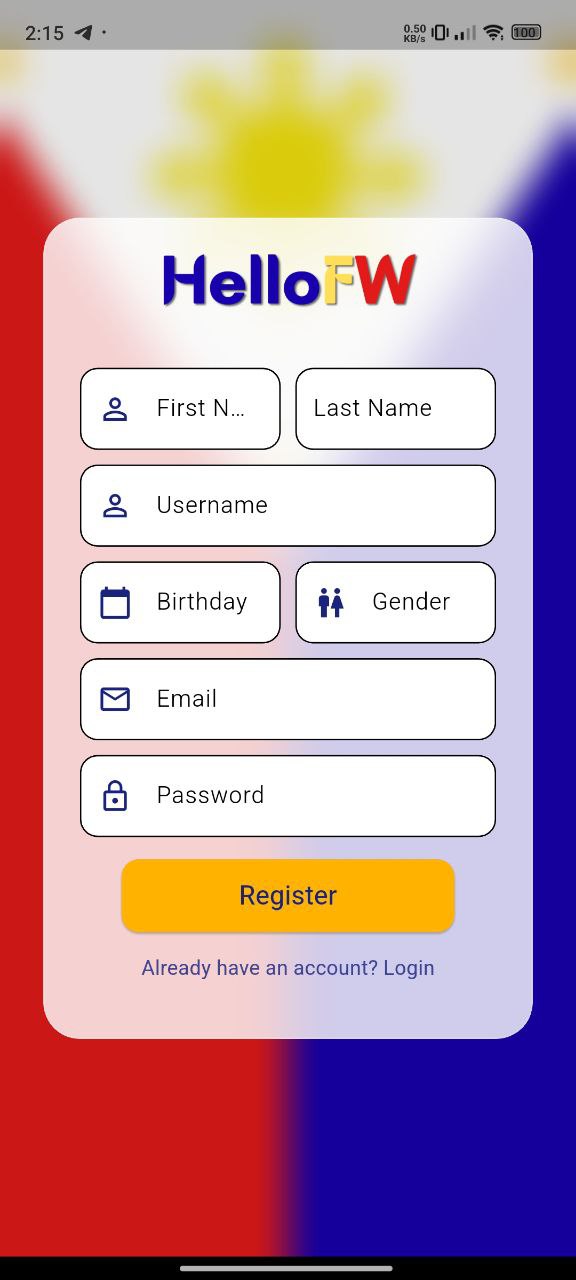 2:15
0.50
KB/s
100
HelloFW
First N...
Last Name
Username
Birthday
Gender
Email
Password
Register
Already have an account? Login